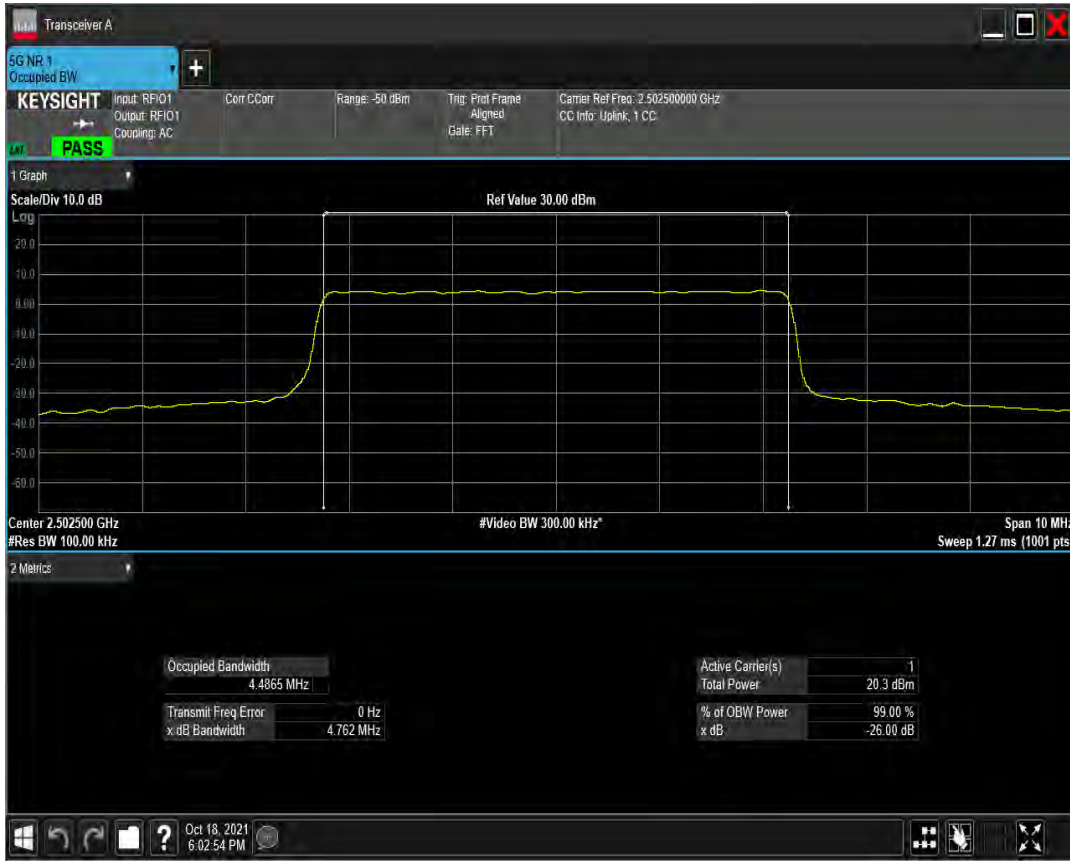 Transceiver A
5G NR 1
Occupied BW
+
KEYSIGHT
PASS
Input: RFIO1
Output: RFIO1
Coupling: AC
Corr CCorr
Range: -50 dBm
Trig: Prot Frame
Aligned
Gate: FFT
Carrier Ref Freq: 2.502500000 GHz
CC Info: Uplink, 1 CC
1 Graph
Scale/Div 10.0 dB
Ref Value 30.00 dBm
Log
20.0
10.0
0.00
-10.0
-20.0
-30.0
-40.0
-50.0
-60.0
Center 2.502500 GHz
#Video BW 300.00 kHz*
Span 10 MHz
#Res BW 100.00 kHz
Sweep 1.27 ms (1001 pts
2 Metrics
Occupied Bandwidth
4.4865 MHz
Transmit Freq Error 0 Hz
x dB Bandwidth 4.762 MHz
Active Carrier(s) 1
Total Power 20.3 dBm
% of OBW Power 99.00 %
x dB -26.00 dB
?
Oct 18, 2021
6:02:54 PM